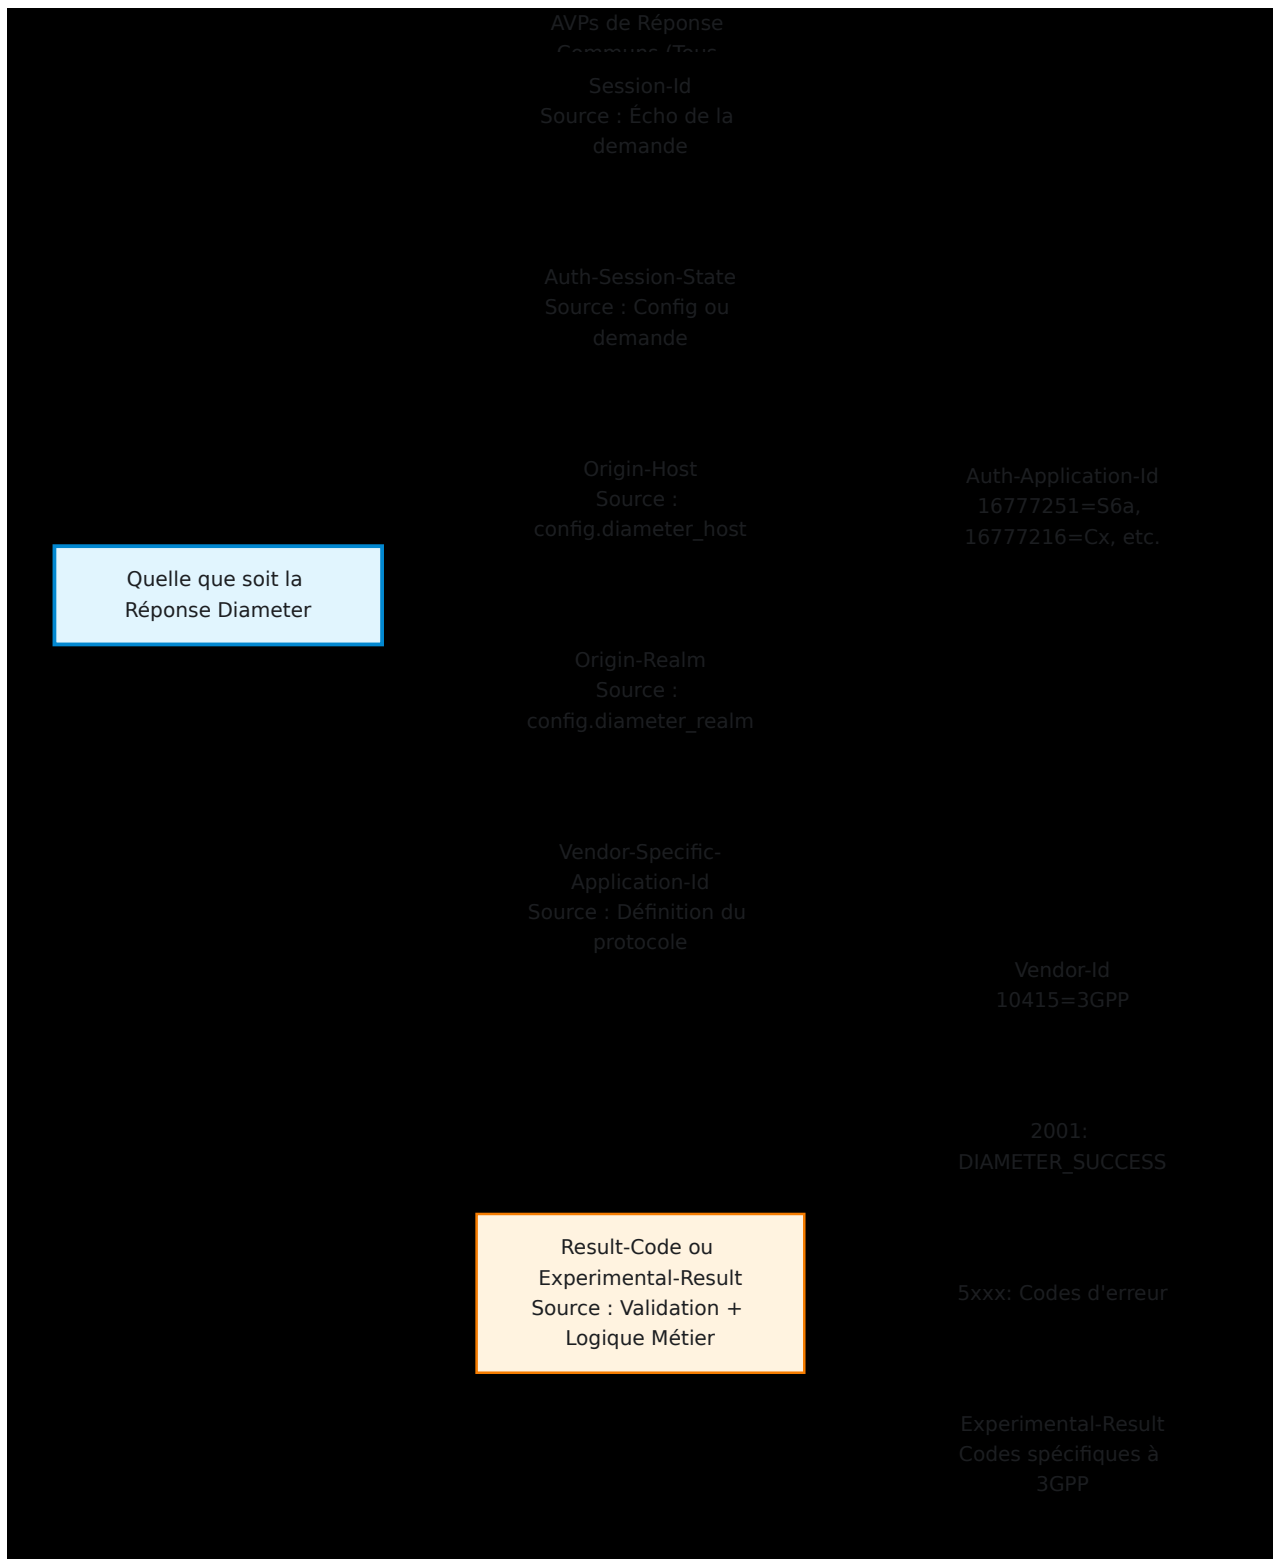 AVPs de Réponse
Communs (Tous
Session-Id
Source : Écho de la
demande
Auth-Session-State
Source : Config ou
demande
Origin-Host
Source :
config.diameter_host
Auth-Application-Id
16777251=S6a,
16777216=Cx, etc.
Quelle que soit la
Réponse Diameter
Origin-Realm
Source :
config.diameter_realm
Vendor-Specific-
Application-Id
Source : Définition du
protocole
Vendor-Id
10415=3GPP
2001:
DIAMETER_SUCCESS
Result-Code ou
Experimental-Result
Source : Validation +
Logique Métier
5xxx: Codes d'erreur
Experimental-Result
Codes spécifiques à
3GPP